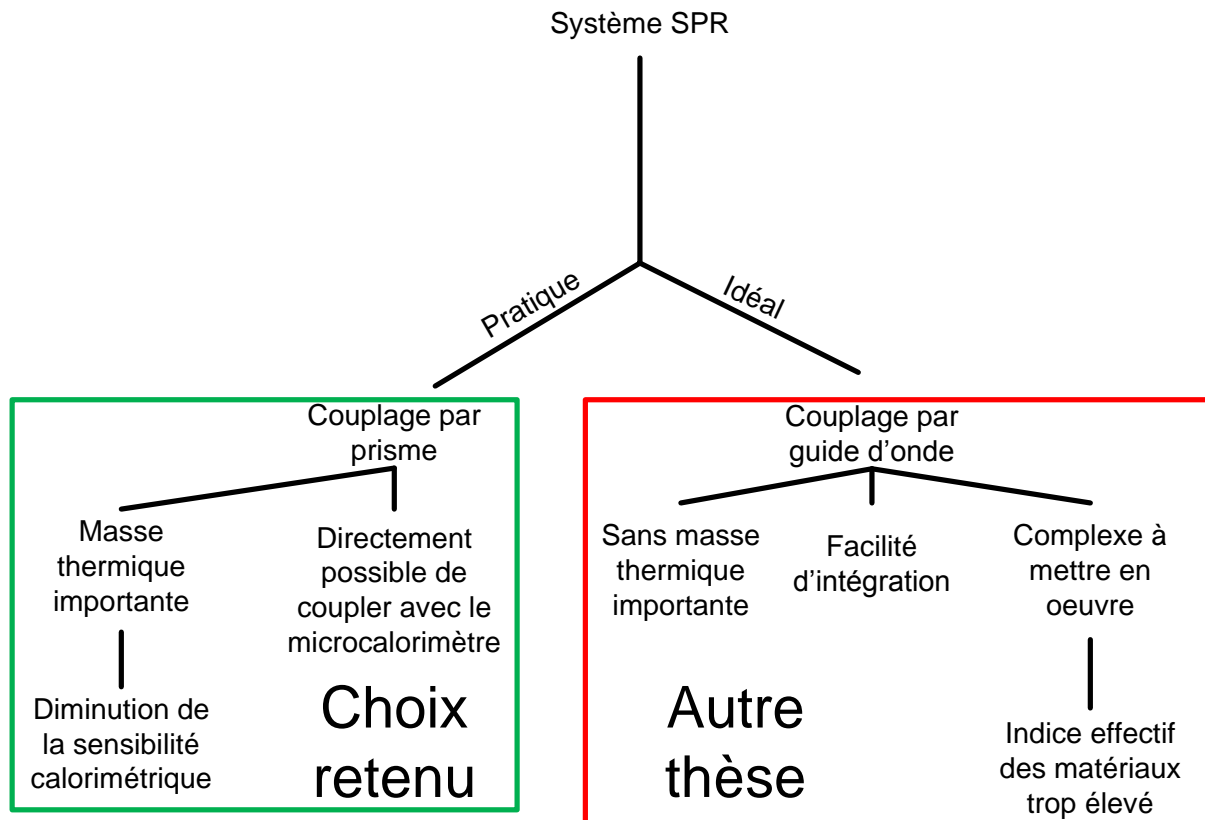 Système SPR
Pratique
Idéal
Couplage par
prisme
Masse
thermique
importante
Diminution de
la sensibilité
calorimétrique
Directement
possible de
coupler avec le
microcalorimètre
Choix
retenu
Couplage par
guide d'onde
Sans masse
thermique
importante
Facilité
d'intégration
Complexe à
mettre en
oeuvre
Indice effectif
des matériaux
trop élevé
Autre
thèse